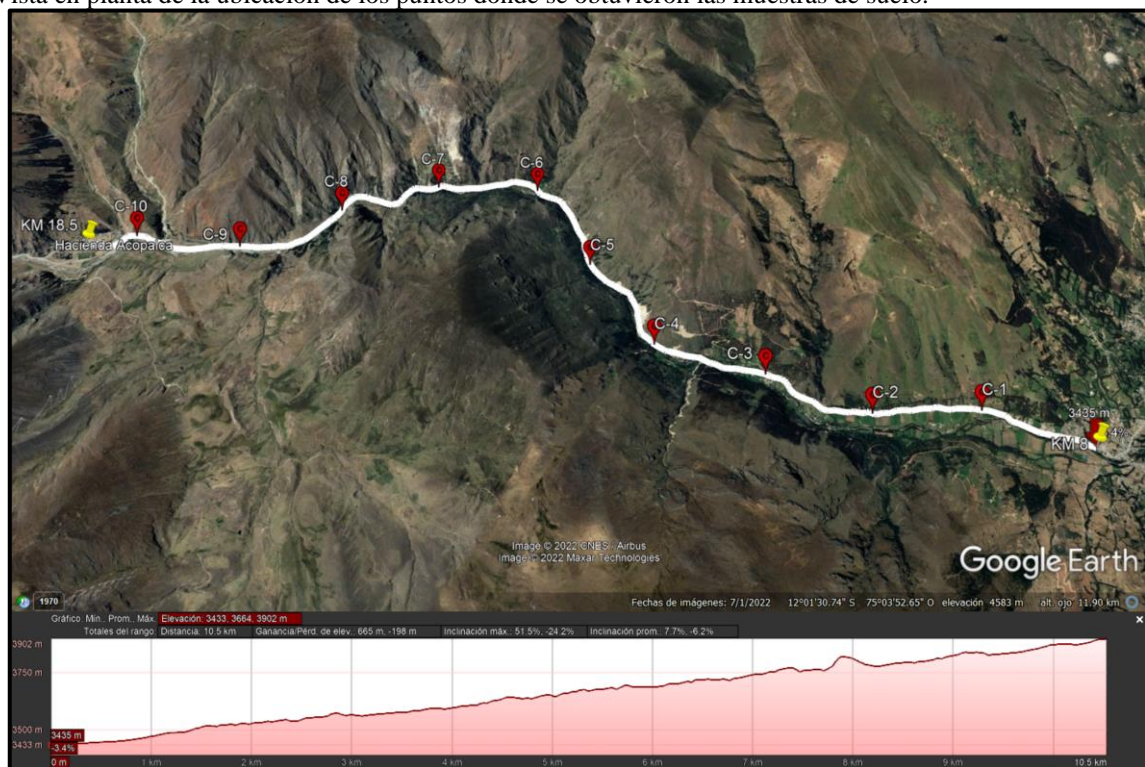 Vista en planta de la ubicación de los puntos donde se obtuvieron las muestras de suelo.
C-7
C-6
C-8
C-10
KM 18.5
C-9
Hacienda Acopalca
C-5
C-4
C-3
C-2
C-1
3435 m
KM 8
4%
Image © 2022 CNES / Airbus
Image © 2022 Maxar Technologies
Google Earth
1970
Fechas de imágenes: 7/1/2022 12°01'30.74" S 75°03'52.65" O elevación 4583 m alt. ojo 11.90 km
Gráfico: Mín., Prom., Máx. Elevación: 3433, 3664, 3902 m
Totales del rango: Distancia: 10.5 km Ganancia/Pérd. de elev.: 665 m, -198 m Inclinación máx.: 51.5%, -24.2% Inclinación prom.: 7.7%, -6.2%
3902 m
3750 m
3500 m
3435 m
3433 m
-3.4%
0 m 1 km 2 km 3 km 4 km 5 km 6 km 7 km 8 km 9 km 10.5 km